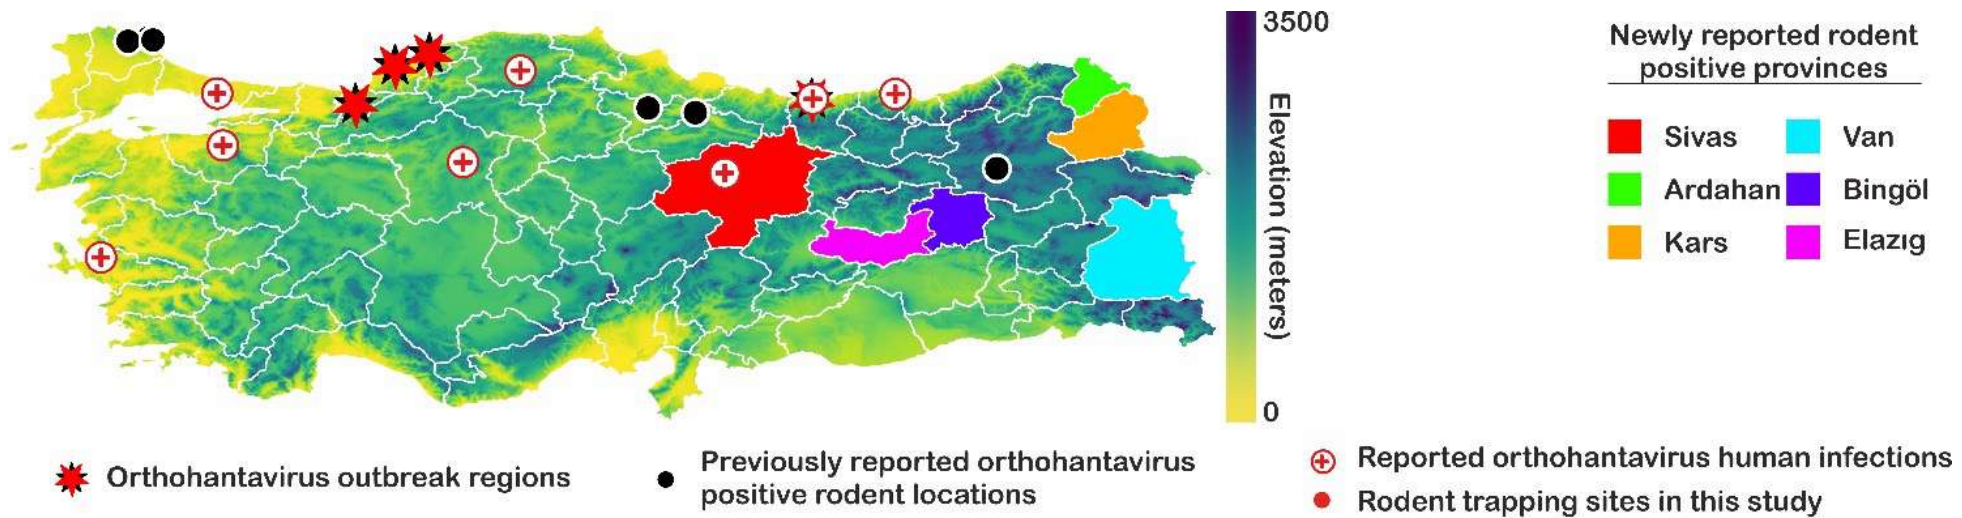 3500
Elevation (meters)
0
Newly reported rodent
positive provinces
Sivas
Van
Ardahan
Bingöl
Kars
Elazıg
Orthohantavirus outbreak regions
Previously reported orthohantavirus
positive rodent locations
Reported orthohantavirus human infections
Rodent trapping sites in this study